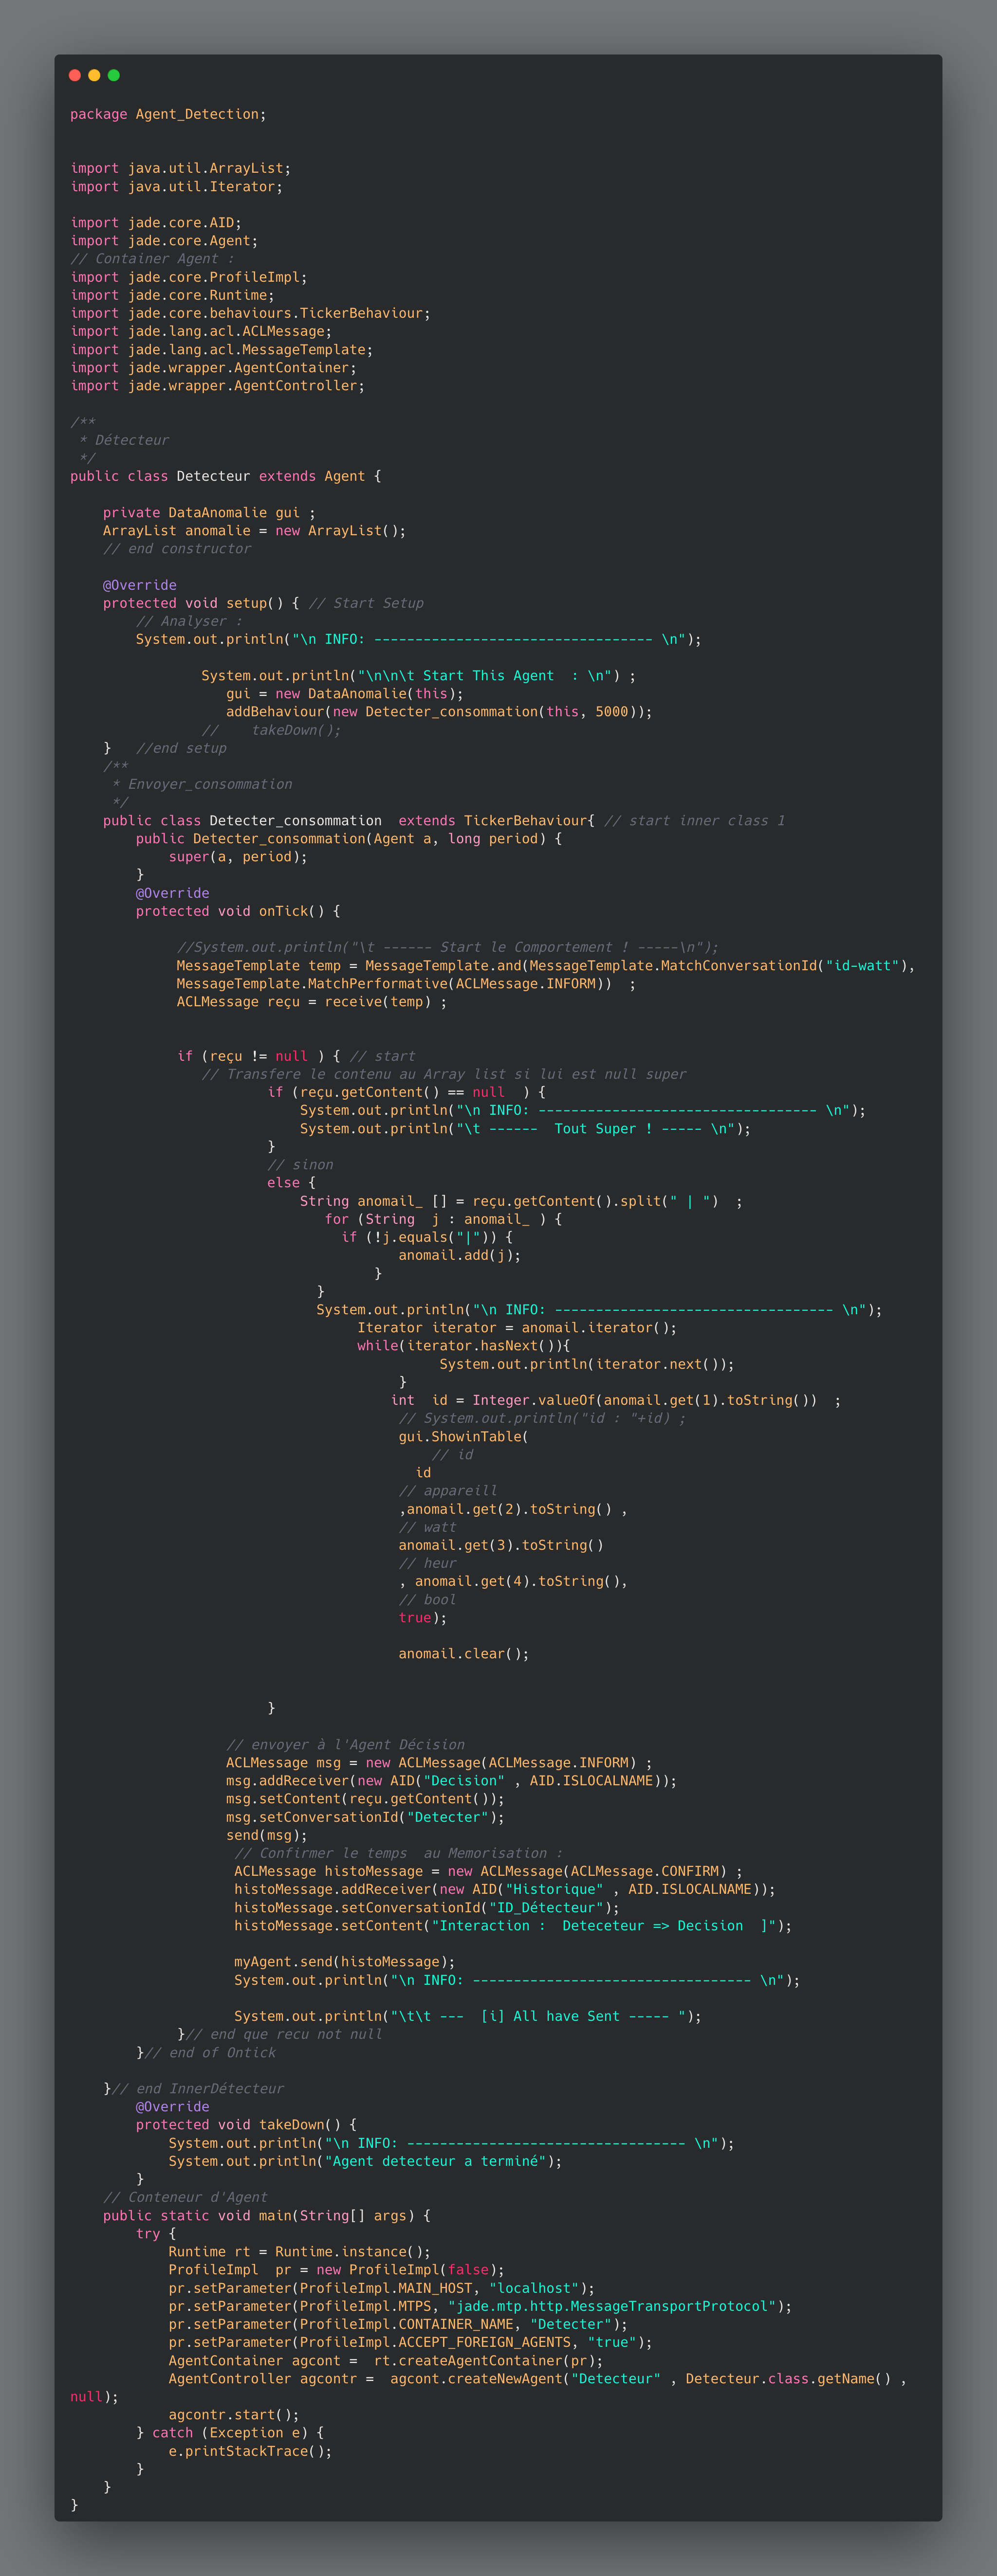 package Agent_Detection;
import java.util.ArrayList;
import java.util.Iterator;
import jade.core.AID;
import jade.core.Agent;
// Container Agent :
import jade.core.ProfileImpl;
import jade.core.Runtime;
import jade.core.behaviours.TickerBehaviour;
import jade.lang.acl.ACLMessage;
import jade.lang.acl.MessageTemplate;
import jade.wrapper.AgentContainer;
import jade.wrapper.AgentController;
/**
 * Détecteur
 */
public class Detecteur extends Agent {
    private DataAnomalie gui ;
    ArrayList anomalie = new ArrayList();
    // end constructor
    @Override
    protected void setup() { // Start Setup
        // Analyser :
        System.out.println("\n INFO: ---------------------------------- \n");
                System.out.println("\n\n\t Start This Agent  : \n") ;
                   gui = new DataAnomalie(this);
                   addBehaviour(new Detecter_consommation(this, 5000));
                //    takeDown();
    }   //end setup
    /**
     * Envoyer_consommation
     */
    public class Detecter_consommation  extends TickerBehaviour{ // start inner class 1
        public Detecter_consommation(Agent a, long period) {
            super(a, period);
        }
        @Override
        protected void onTick() {
             //System.out.println("\t ------ Start le Comportement ! -----\n");
             MessageTemplate temp = MessageTemplate.and(MessageTemplate.MatchConversationId("id-watt"),
             MessageTemplate.MatchPerformative(ACLMessage.INFORM))  ;
             ACLMessage reçu = receive(temp) ;
             if (reçu != null ) { // start
                // Transfere le contenu au Array list si lui est null super
                        if (reçu.getContent() == null  ) {
                            System.out.println("\n INFO: ---------------------------------- \n");
                            System.out.println("\t ------  Tout Super ! ----- \n");
                        }
                        // sinon
                        else {
                            String anomail_ [] = reçu.getContent().split(" | ")  ;
                               for (String  j : anomail_ ) {
                                 if (!j.equals("|")) {
                                        anomail.add(j);
                                     }
                              }
                              System.out.println("\n INFO: ---------------------------------- \n");
                                   Iterator iterator = anomail.iterator();
                                   while(iterator.hasNext()){
                                             System.out.println(iterator.next());
                                        }
                                       int  id = Integer.valueOf(anomail.get(1).toString())  ;
                                        // System.out.println("id : "+id) ;
                                        gui.ShowinTable(
                                            // id
                                          id
                                        // appareill
                                        ,anomail.get(2).toString() ,
                                        // watt
                                        anomail.get(3).toString()
                                        // heur
                                        , anomail.get(4).toString(),
                                        // bool
                                        true);
                                        anomail.clear();
                        }
                   // envoyer à l'Agent Décision
                   ACLMessage msg = new ACLMessage(ACLMessage.INFORM) ;
                   msg.addReceiver(new AID("Decision" , AID.ISLOCALNAME));
                   msg.setContent(reçu.getContent());
                   msg.setConversationId("Detecter");
                   send(msg);
                    // Confirmer le temps  au Memorisation :
                    ACLMessage histoMessage = new ACLMessage(ACLMessage.CONFIRM) ;
                    histoMessage.addReceiver(new AID("Historique" , AID.ISLOCALNAME));
                    histoMessage.setConversationId("ID_Détecteur");
                    histoMessage.setContent("Interaction :  Deteceteur => Decision  ]");
                    myAgent.send(histoMessage);
                    System.out.println("\n INFO: ---------------------------------- \n");
                    System.out.println("\t\t ---  [i] All have Sent ----- ");
             }// end que recu not null
        }// end of Ontick
    }// end InnerDétecteur
        @Override
        protected void takeDown() {
            System.out.println("\n INFO: ---------------------------------- \n");
            System.out.println("Agent detecteur a terminé");
        }
    // Conteneur d'Agent
    public static void main(String[] args) {
        try {
            Runtime rt = Runtime.instance();
            ProfileImpl  pr = new ProfileImpl(false);
            pr.setParameter(ProfileImpl.MAIN_HOST, "localhost");
            pr.setParameter(ProfileImpl.MTPS, "jade.mtp.http.MessageTransportProtocol");
            pr.setParameter(ProfileImpl.CONTAINER_NAME, "Detecter");
            pr.setParameter(ProfileImpl.ACCEPT_FOREIGN_AGENTS, "true");
            AgentContainer agcont =  rt.createAgentContainer(pr);
            AgentController agcontr =  agcont.createNewAgent("Detecteur" , Detecteur.class.getName() ,
null);
            agcontr.start();
        } catch (Exception e) {
            e.printStackTrace();
        }
    }
}